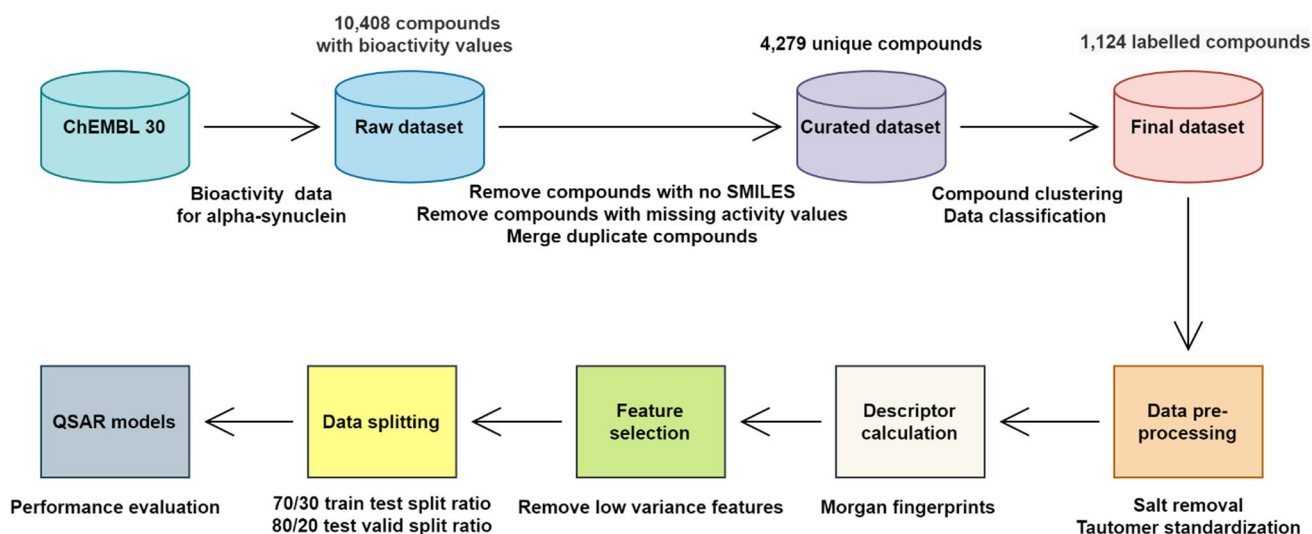 10,408 compounds
with bioactivity values
4,279 unique compounds
1,124 labelled compounds
ChEMBL 30
Raw dataset
Curated dataset
Final dataset
Bioactivity data
for alpha-synuclein
Remove compounds with no SMILES
Remove compounds with missing activity values
Merge duplicate compounds
Compound clustering
Data classification
QSAR models
Data splitting
Feature
selection
Descriptor
calculation
Data pre-
processing
Performance evaluation
70/30 train test split ratio
80/20 test valid split ratio
Remove low variance features
Morgan fingerprints
Salt removal
Tautomer standardization